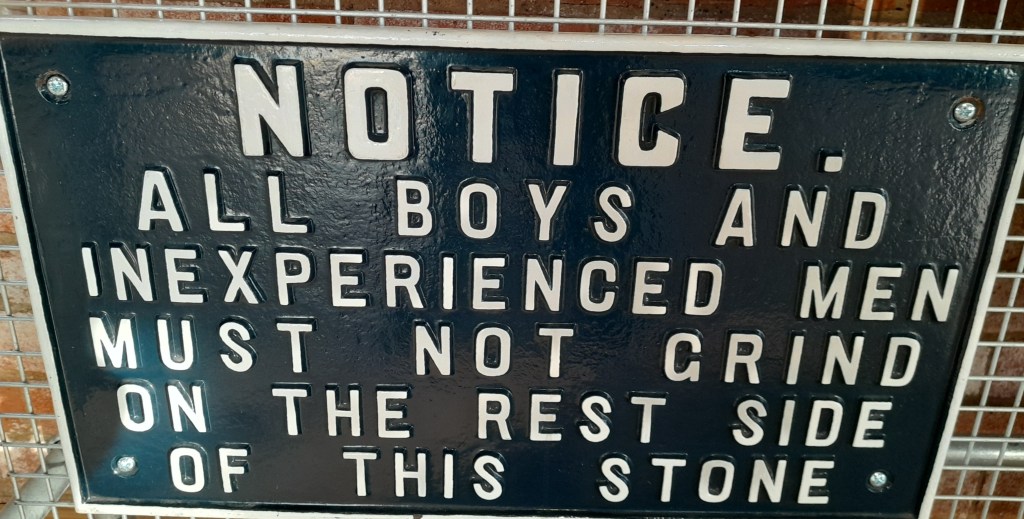 NOTICE.
ALL BOYS AND
INEXPERIENCED MEN
MUST NOT GRIND
ON THE REST SIDE
OF THIS STONE